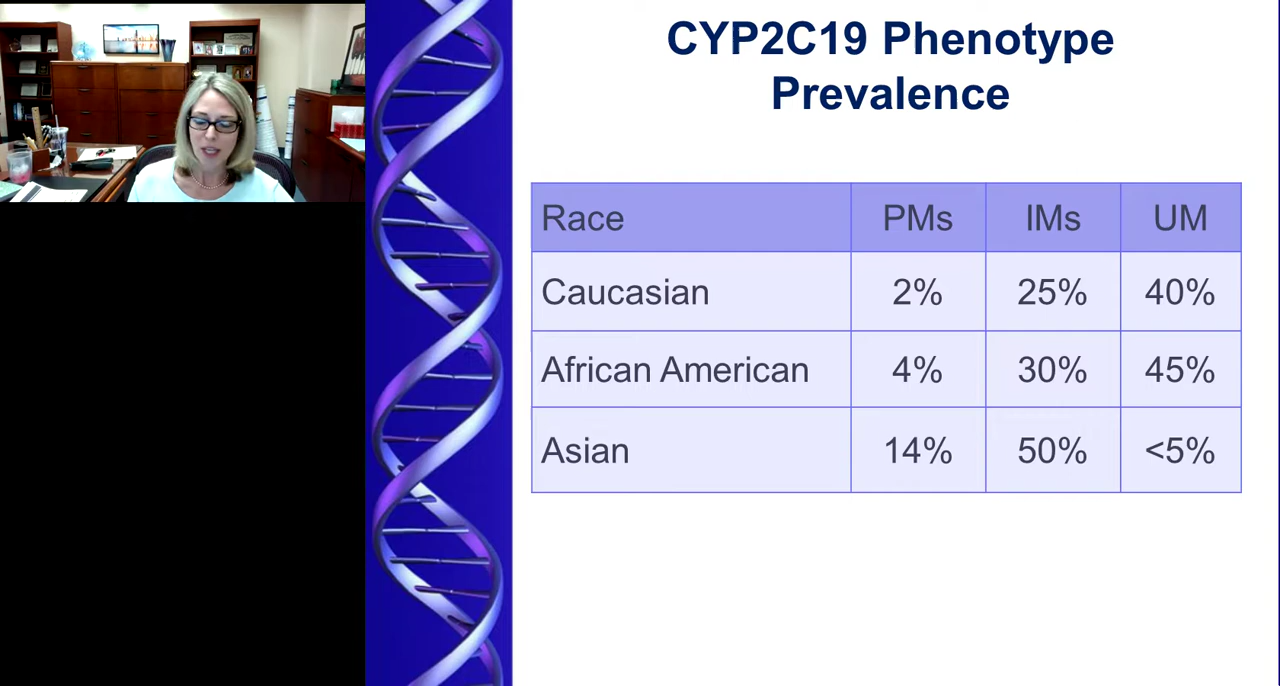 CYP2C19 Phenotype
Prevalence
Race PMs IMs UM
Caucasian 2% 25% 40%
African American 4% 30% 45%
Asian 14% 50% <5%